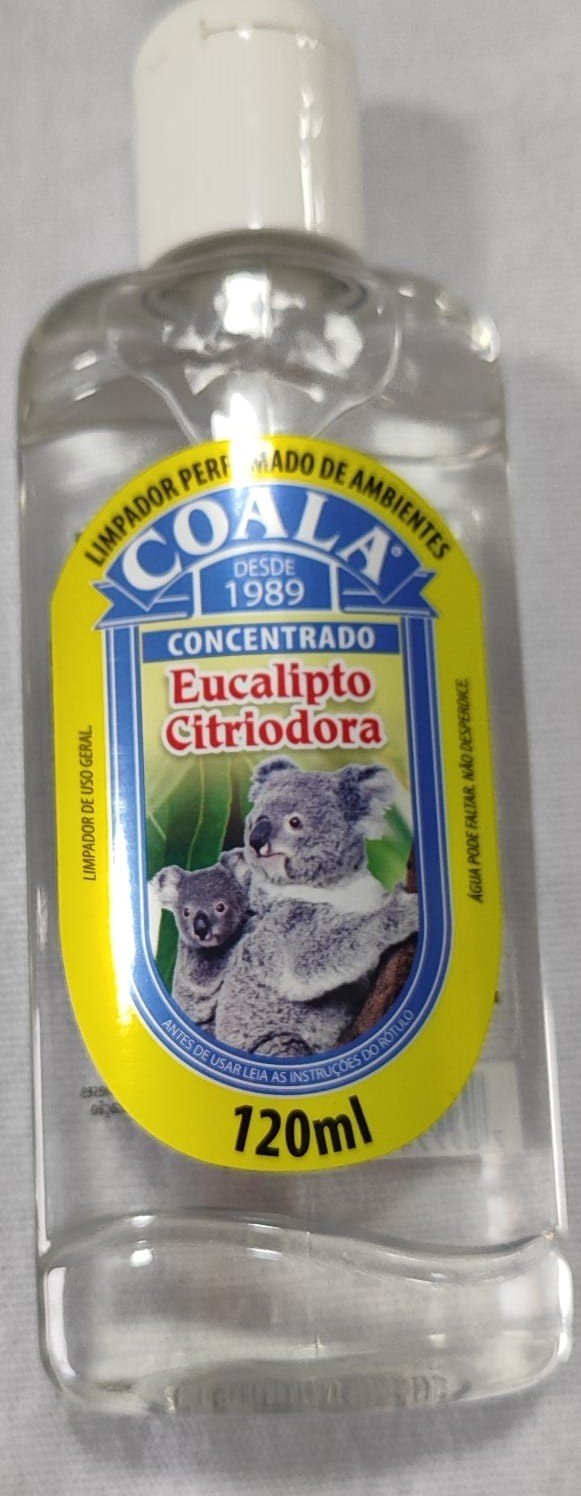 LIMPADOR PERFUMADO DE AMBIENTES
COALA®
DESDE
1989
CONCENTRADO
Eucalipto
Citriodora
LIMPADOR DE USO GERAL.
ÁGUA PODE FALTAR. NÃO DESPERDICE.
ANTES DE USAR LEIA AS INSTRUÇÕES DO RÓTULO
120ml